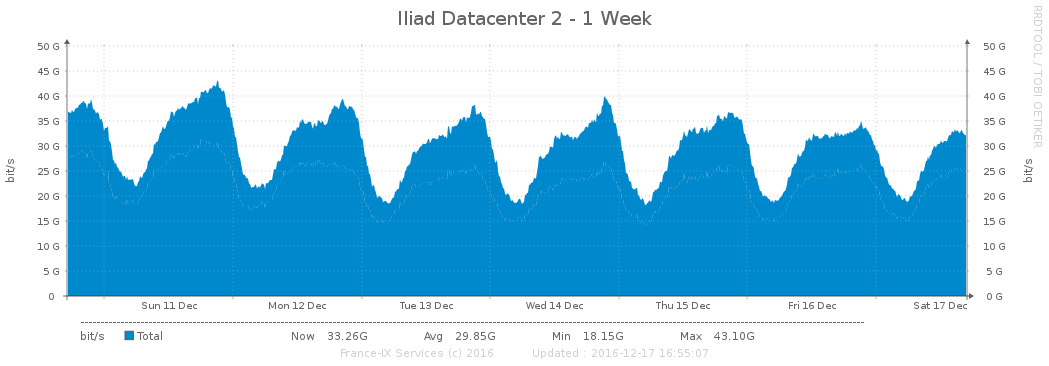 Iliad Datacenter 2 - 1 Week
RRDTOOL / TOBI OETIKER
50 G 50 G
45 G 45 G
40 G 40 G
35 G 35 G
30 G 30 G
25 G 25 G
20 G 20 G
15 G 15 G
10 G 10 G
5 G 5 G
0 0 G
bit/s
bit/s
Sun 11 Dec Mon 12 Dec Tue 13 Dec Wed 14 Dec Thu 15 Dec Fri 16 Dec Sat 17 Dec
bit/s Total Now 33.26G Avg 29.85G Min 18.15G Max 43.10G
France-IX Services (c) 2016 Updated : 2016-12-17 16:55:07